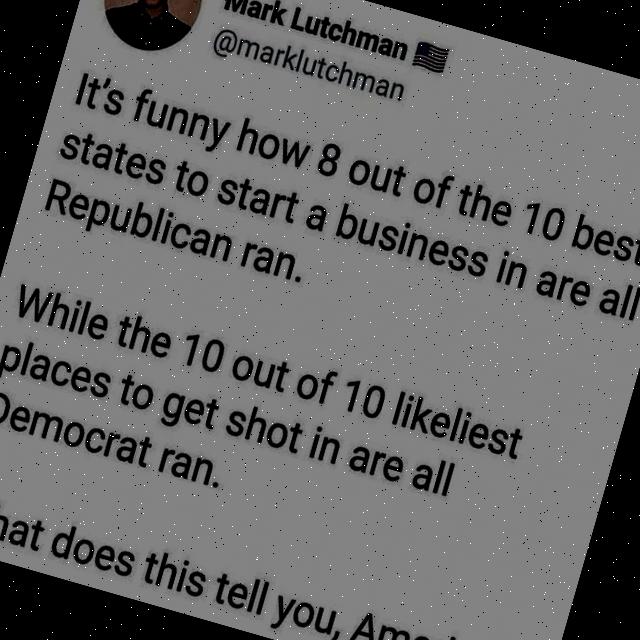 Mark Lutchman 🇺🇸
@marklutchman
It's funny how 8 out of the 10 best
states to start a business in are all
Republican ran.
While the 10 out of 10 likeliest
places to get shot in are all
Democrat ran.
does this tell you,